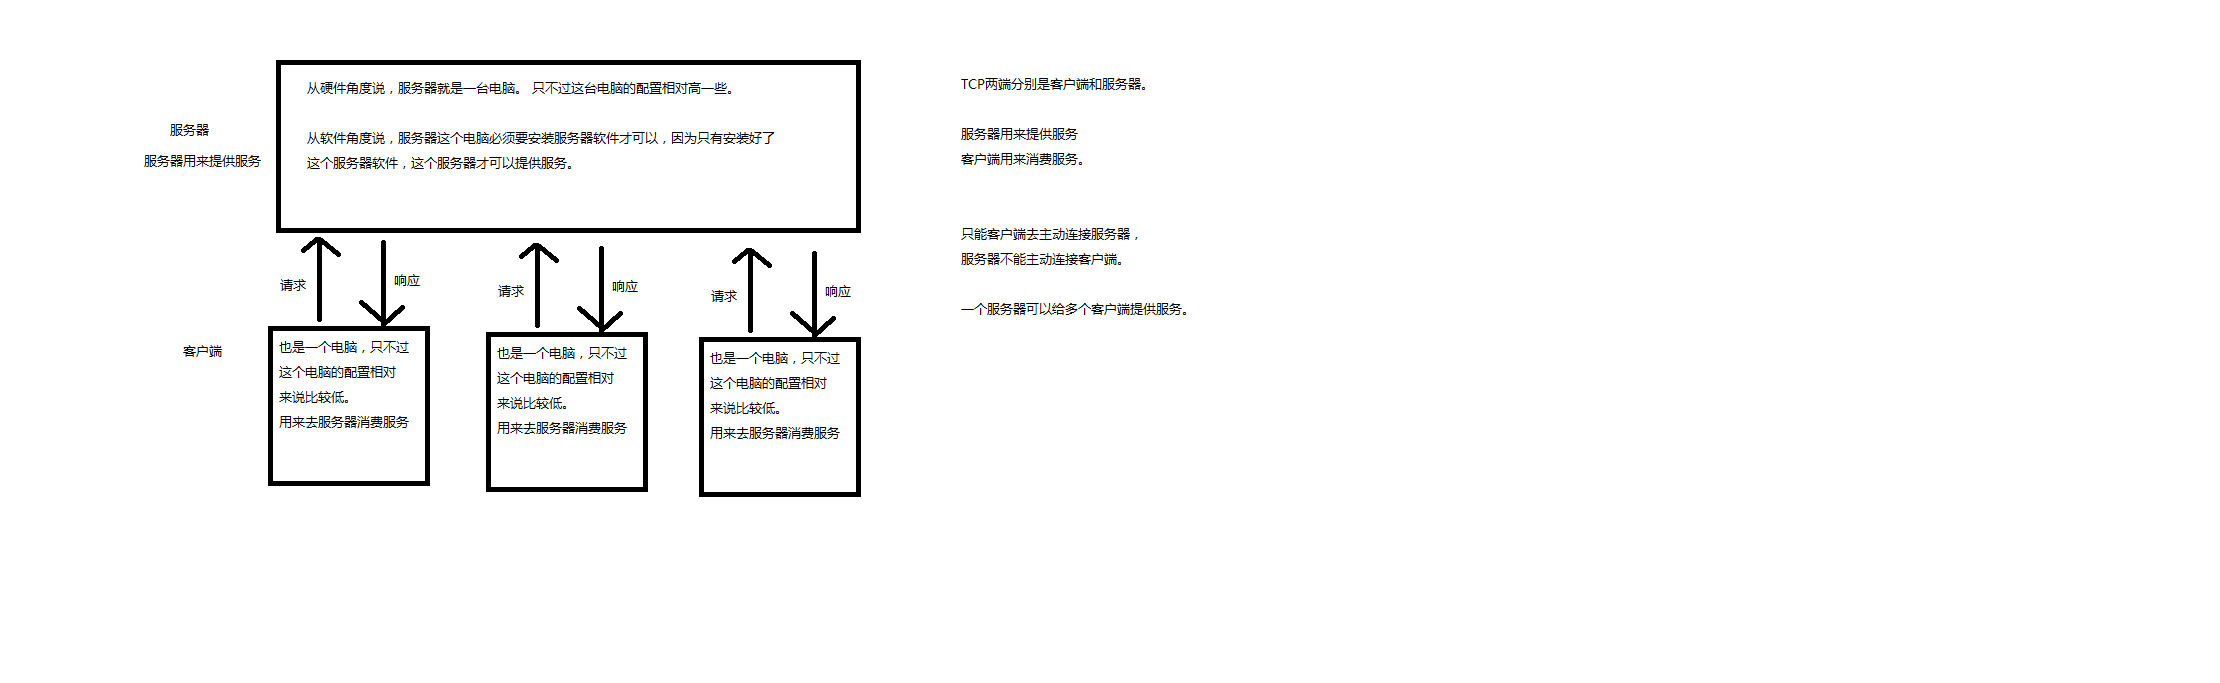 从硬件角度说，服务器就是一台电脑。 只不过这台电脑的配置相对高一些。
从软件角度说，服务器这个电脑必须要安装服务器软件才可以，因为只有安装好了
这个服务器软件，这个服务器才可以提供服务。
服务器
服务器用来提供服务
请求
响应
请求
响应
请求
响应
客户端
也是一个电脑，只不过
这个电脑的配置相对
来说比较低。
用来去服务器消费服务
也是一个电脑，只不过
这个电脑的配置相对
来说比较低。
用来去服务器消费服务
也是一个电脑，只不过
这个电脑的配置相对
来说比较低。
用来去服务器消费服务
TCP两端分别是客户端和服务器。
服务器用来提供服务
客户端用来消费服务。
只能客户端去主动连接服务器，
服务器不能主动连接客户端。
一个服务器可以给多个客户端提供服务。